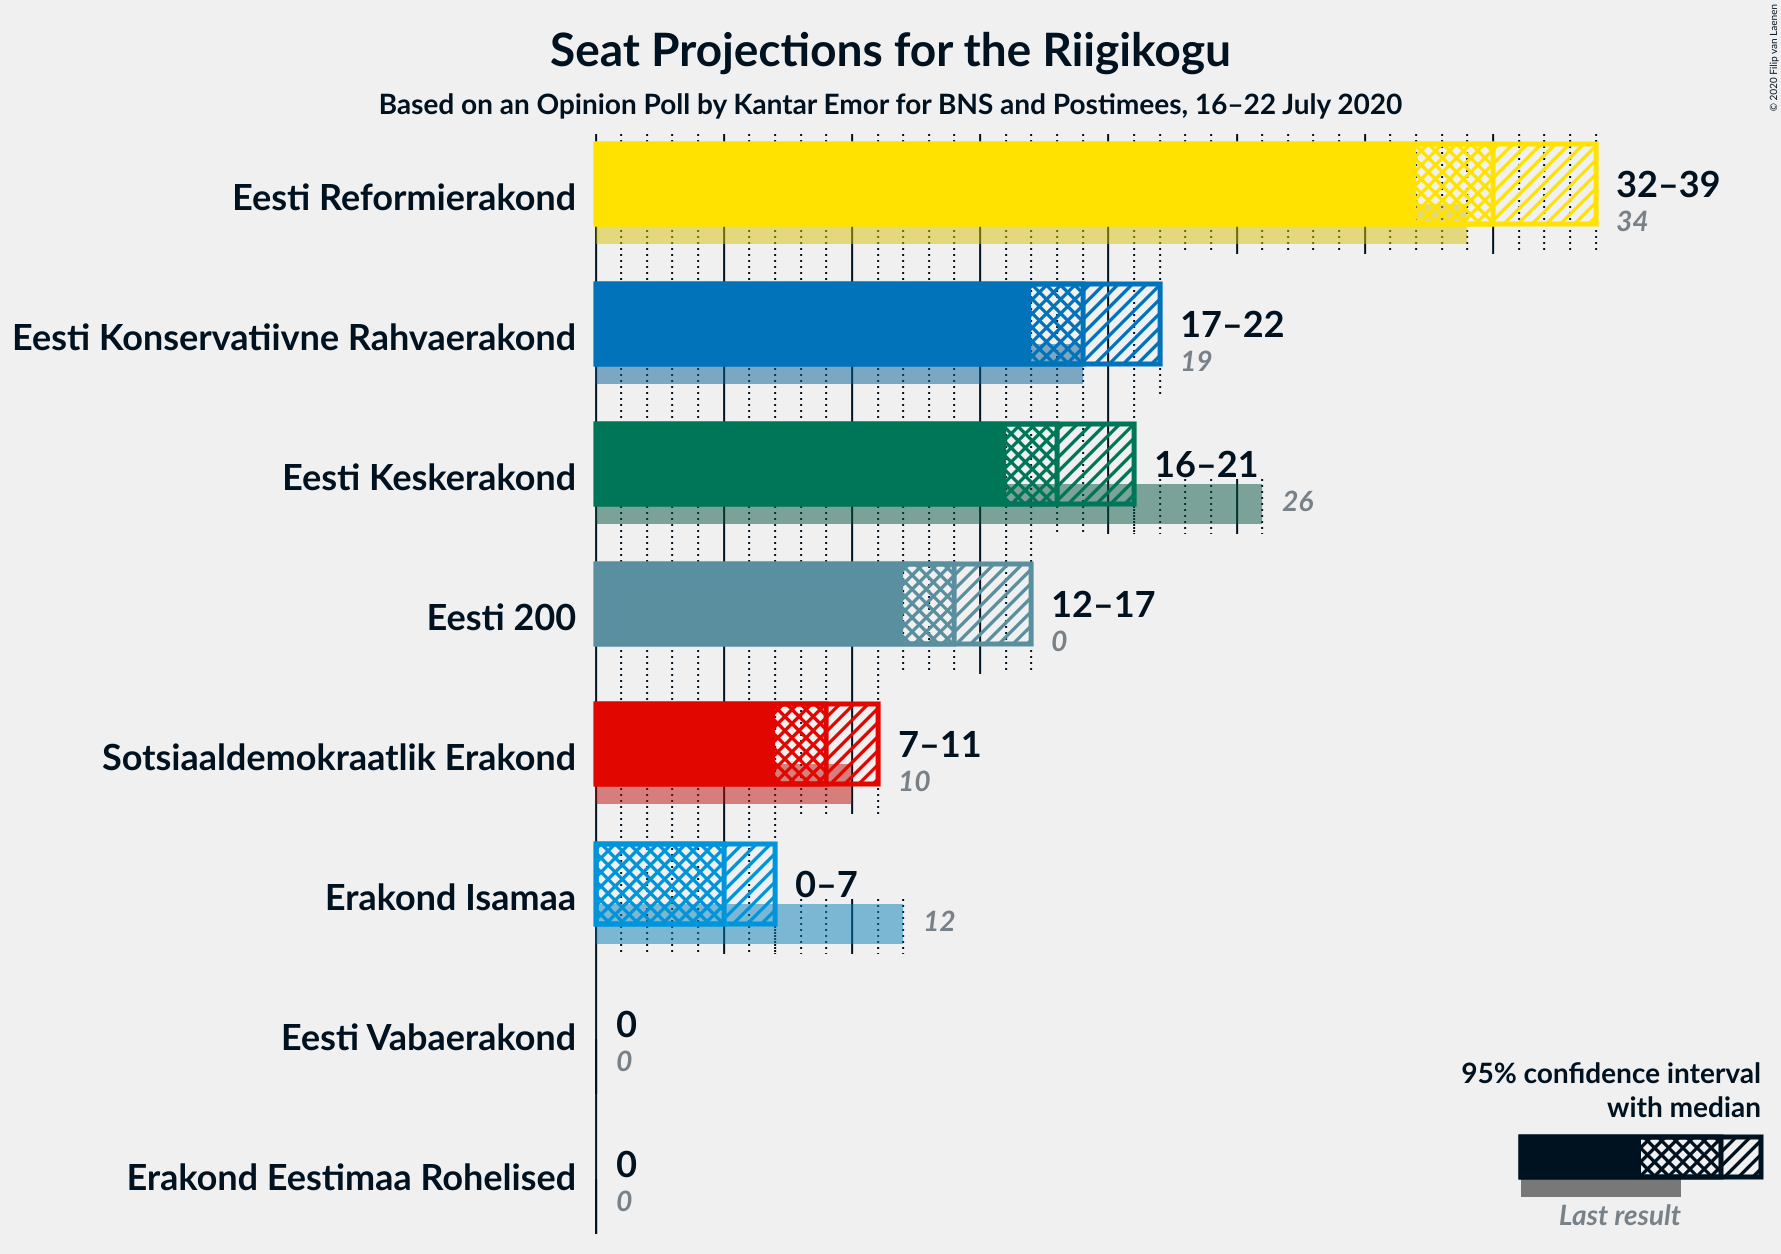 Seat Projections for the Riigikogu
Based on an Opinion Poll by Kantar Emor for BNS and Postimees, 16–22 July 2020
© 2020 Filip van Laenen
Eesti Reformierakond
32–39
34
Eesti Konservatiivne Rahvaerakond
17–22
19
Eesti Keskerakond
16–21
26
Eesti 200
12–17
0
Sotsiaaldemokraatlik Erakond
7–11
10
Erakond Isamaa
0–7
12
Eesti Vabaerakond
0
0
Erakond Eestimaa Rohelised
0
0
95% confidence interval
with median
Last result